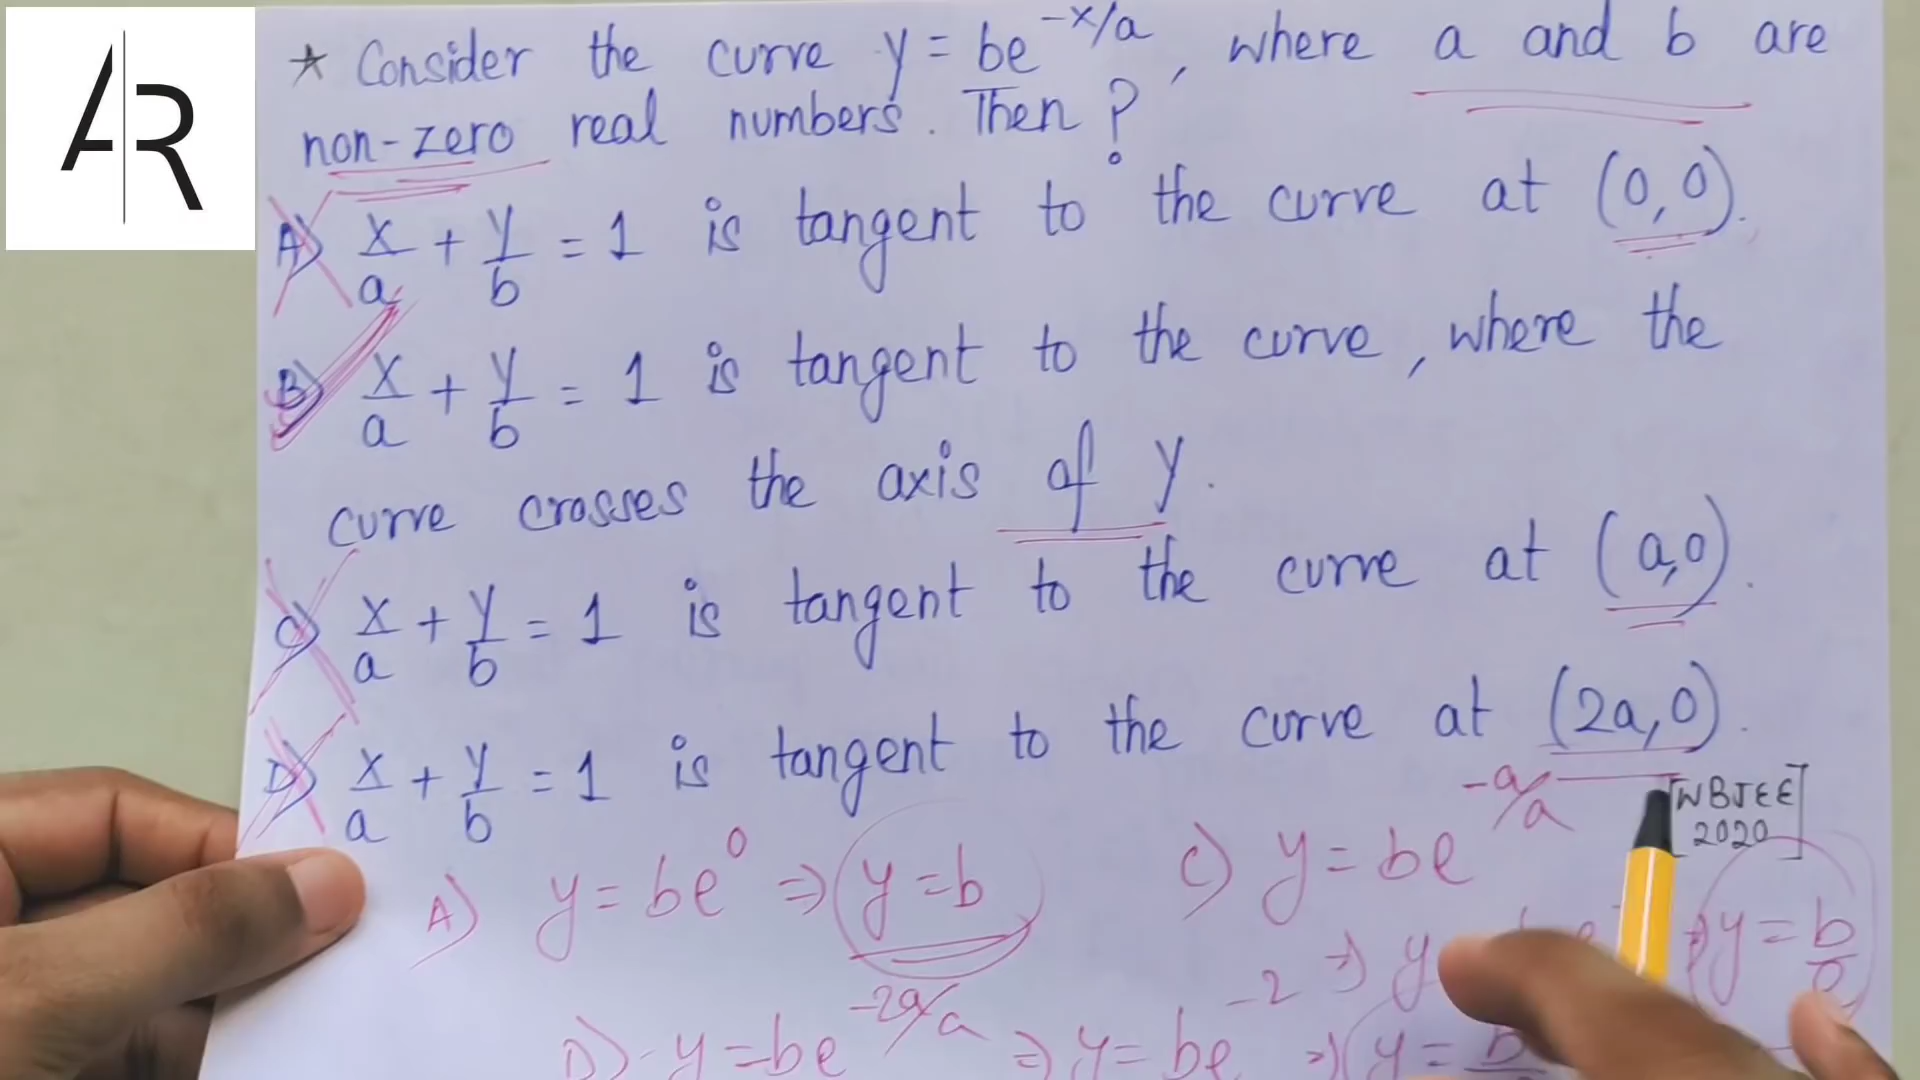 AR
* Consider the curve y = be^{-x/a}, where a and b are
non-zero real numbers. Then ?
A) x/a + y/b = 1 is tangent to the curve at (0,0).
B) x/a + y/b = 1 is tangent to the curve, where the
curve crosses the axis of y.
C) x/a + y/b = 1 is tangent to the curve at (a,0).
D) x/a + y/b = 1 is tangent to the curve at (2a,0).
[WBJEE
2020]
A) y = be^0 ⇒ y = b
C) y = be^{-a/a}
⇒ y
y = b
D) y = be^{-2a/a} ⇒ y = be^{-2} ⇒ y = b